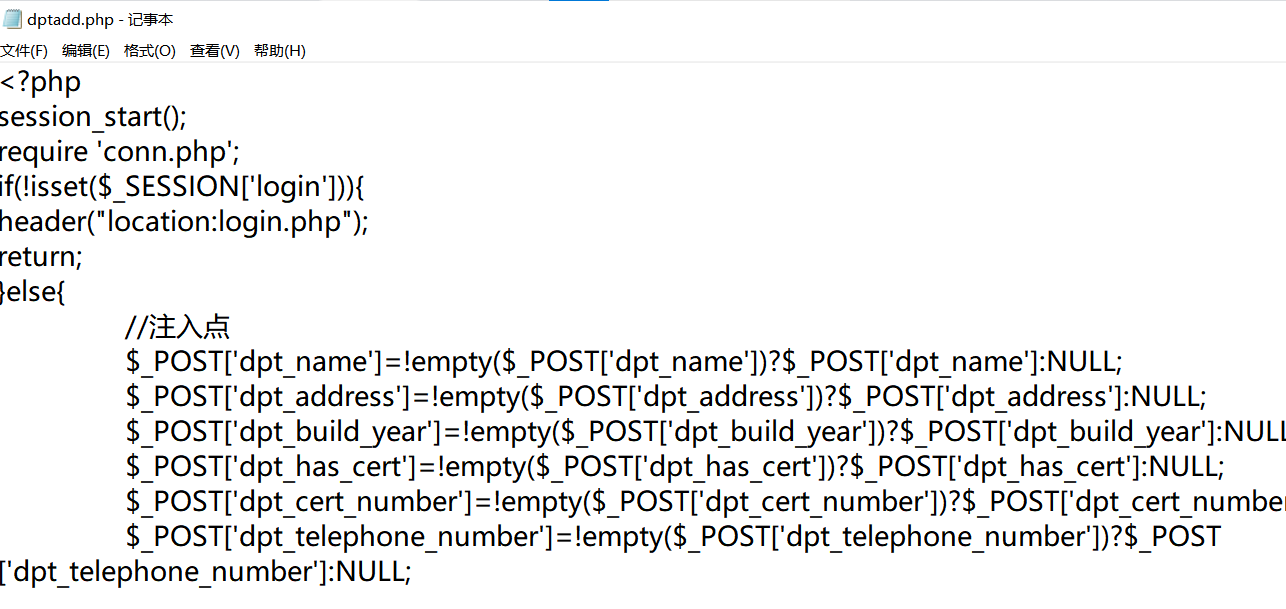 dptadd.php - 记事本
文件(F) 编辑(E) 格式(O) 查看(V) 帮助(H)
<?php
session_start();
require 'conn.php';
if(!isset($_SESSION['login'])){
header("location:login.php");
return;
}else{
//注入点
$_POST['dpt_name']=!empty($_POST['dpt_name'])?$_POST['dpt_name']:NULL;
$_POST['dpt_address']=!empty($_POST['dpt_address'])?$_POST['dpt_address']:NULL;
$_POST['dpt_build_year']=!empty($_POST['dpt_build_year'])?$_POST['dpt_build_year']:NULL
$_POST['dpt_has_cert']=!empty($_POST['dpt_has_cert'])?$_POST['dpt_has_cert']:NULL;
$_POST['dpt_cert_number']=!empty($_POST['dpt_cert_number'])?$_POST['dpt_cert_number
$_POST['dpt_telephone_number']=!empty($_POST['dpt_telephone_number'])?$_POST
['dpt_telephone_number']:NULL;